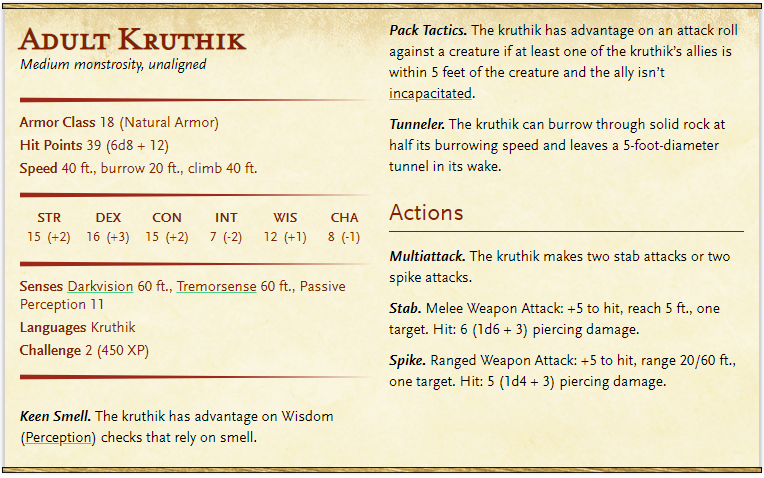 Adult Kruthik
Medium monstrosity, unaligned
Armor Class 18 (Natural Armor)
Hit Points 39 (6d8 + 12)
Speed 40 ft., burrow 20 ft., climb 40 ft.
STR DEX CON INT WIS CHA
15 (+2) 16 (+3) 15 (+2) 7 (-2) 12 (+1) 8 (-1)
Senses Darkvision 60 ft., Tremorsense 60 ft., Passive
Perception 11
Languages Kruthik
Challenge 2 (450 XP)
Keen Smell. The kruthik has advantage on Wisdom
(Perception) checks that rely on smell.
Pack Tactics. The kruthik has advantage on an attack roll
against a creature if at least one of the kruthik's allies is
within 5 feet of the creature and the ally isn't
incapacitated.
Tunneler. The kruthik can burrow through solid rock at
half its burrowing speed and leaves a 5-foot-diameter
tunnel in its wake.
Actions
Multiattack. The kruthik makes two stab attacks or two
spike attacks.
Stab. Melee Weapon Attack: +5 to hit, reach 5 ft., one
target. Hit: 6 (1d6 + 3) piercing damage.
Spike. Ranged Weapon Attack: +5 to hit, range 20/60 ft.,
one target. Hit: 5 (1d4 + 3) piercing damage.